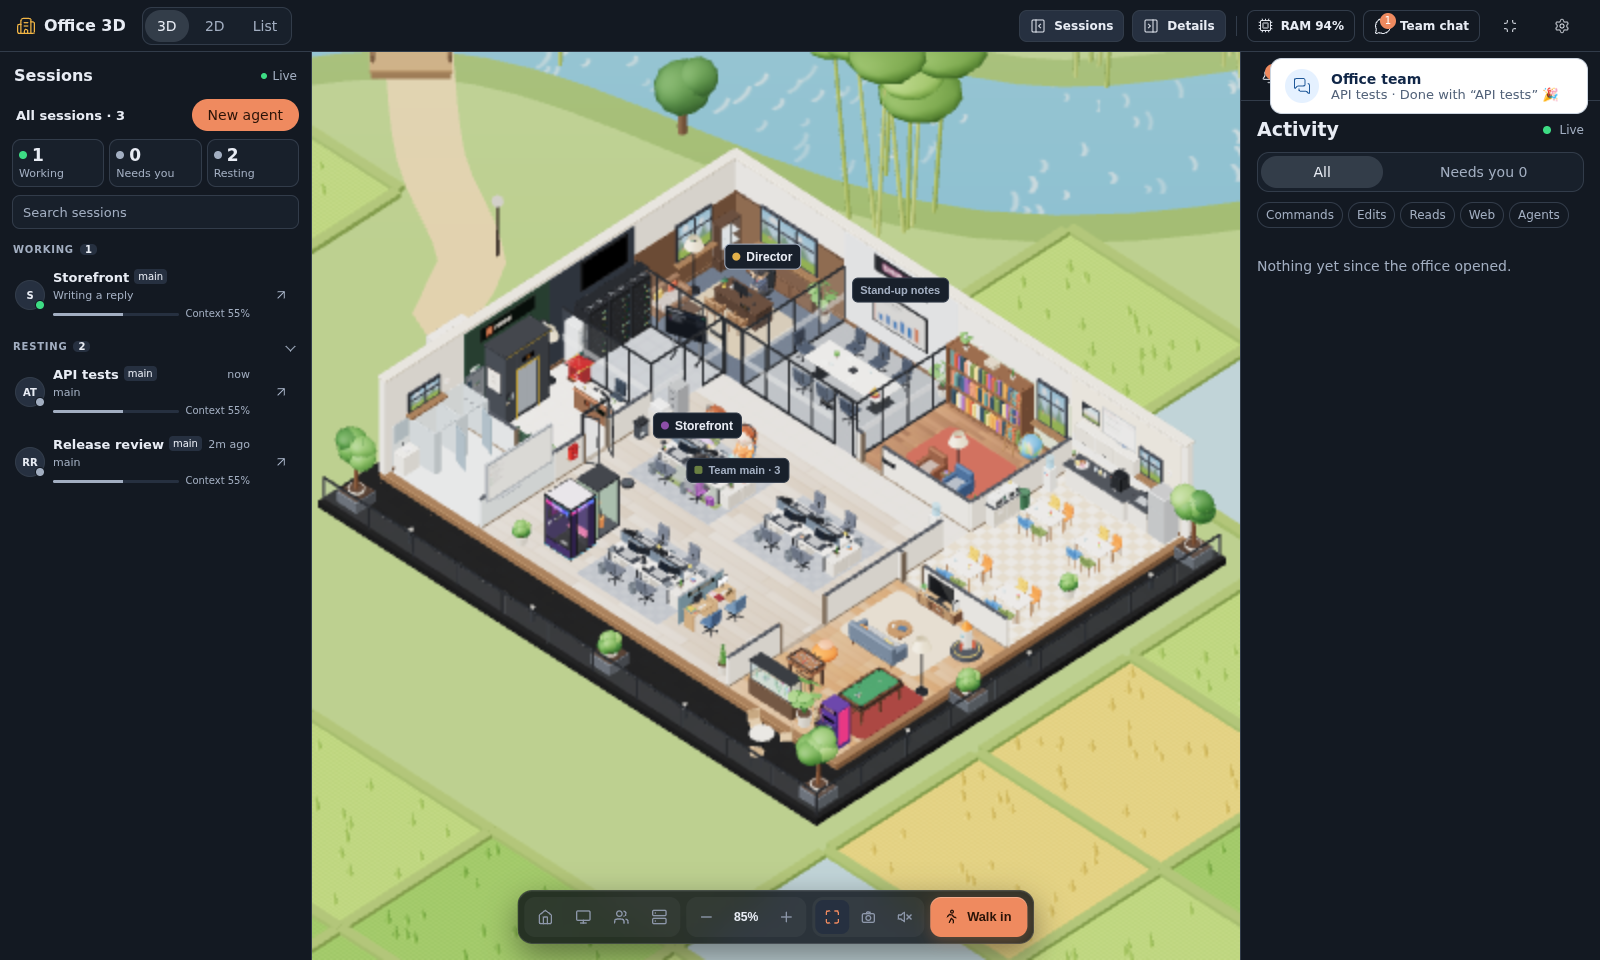 Office 3D
3D
2D
List
Sessions
Details
RAM 94%
1
Team chat
Sessions
Live
All sessions · 3
New agent
1
Working
0
Needs you
2
Resting
Search sessions
WORKING 1
S
Storefront main
Writing a reply
Context 55%
RESTING 2
AT
API tests main now
main
Context 55%
RR
Release review main 2m ago
main
Context 55%
Director
Stand-up notes
Storefront
Team main · 3
85%
Walk in
Office team
API tests · Done with “API tests” 🎉
Activity
Live
All
Needs you 0
Commands
Edits
Reads
Web
Agents
Nothing yet since the office opened.